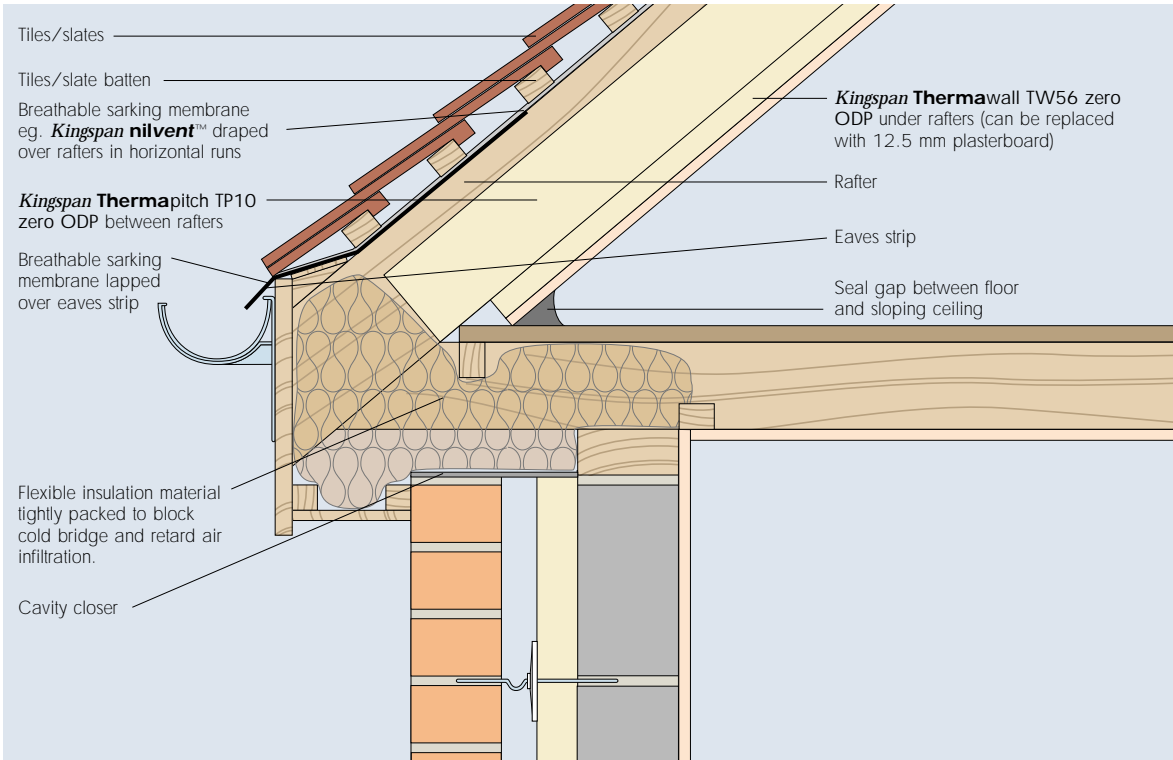 Tiles/slates
Tiles/slate batten
Breathable sarking membrane
eg. Kingspan nilvent™ draped
over rafters in horizontal runs
Kingspan Thermapitch TP10
zero ODP between rafters
Breathable sarking
membrane lapped
over eaves strip
Flexible insulation material
tightly packed to block
cold bridge and retard air
infiltration.
Cavity closer
Kingspan Thermawall TW56 zero
ODP under rafters (can be replaced
with 12.5 mm plasterboard)
Rafter
Eaves strip
Seal gap between floor
and sloping ceiling